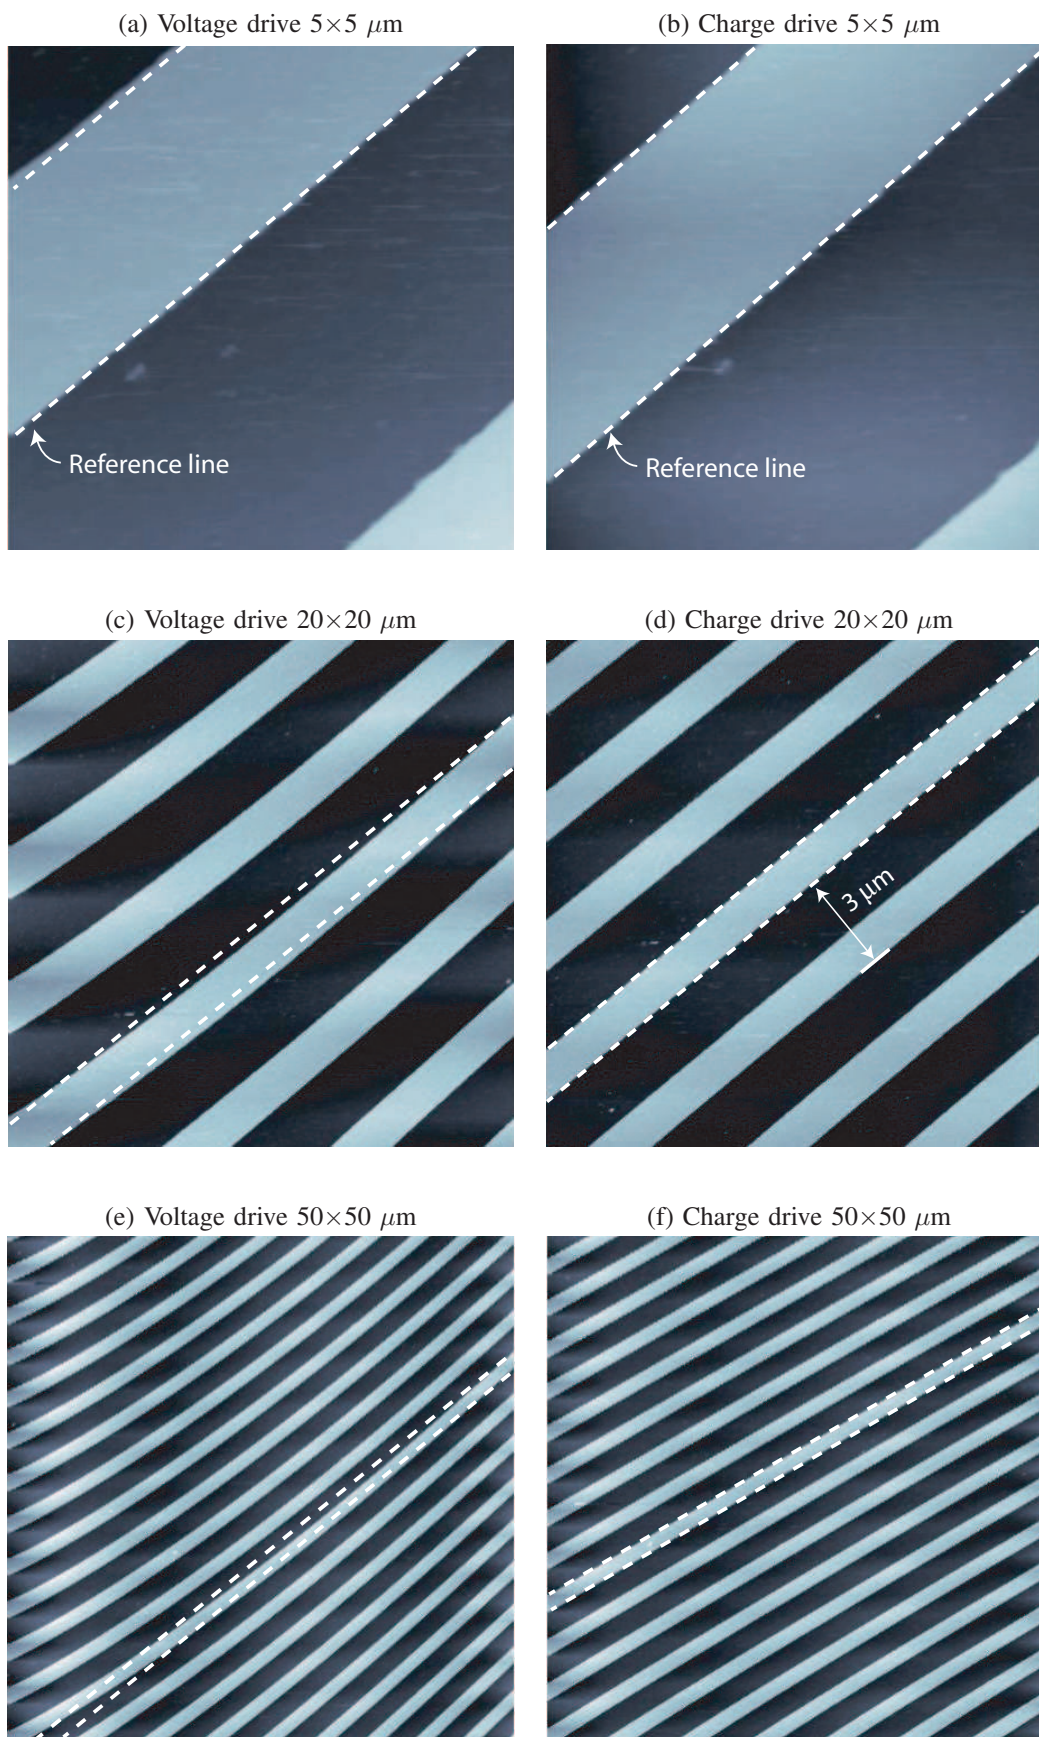 (a) Voltage drive 5×5 μm
(b) Charge drive 5×5 μm
Reference line
Reference line
(c) Voltage drive 20×20 μm
(d) Charge drive 20×20 μm
3 μm
(e) Voltage drive 50×50 μm
(f) Charge drive 50×50 μm